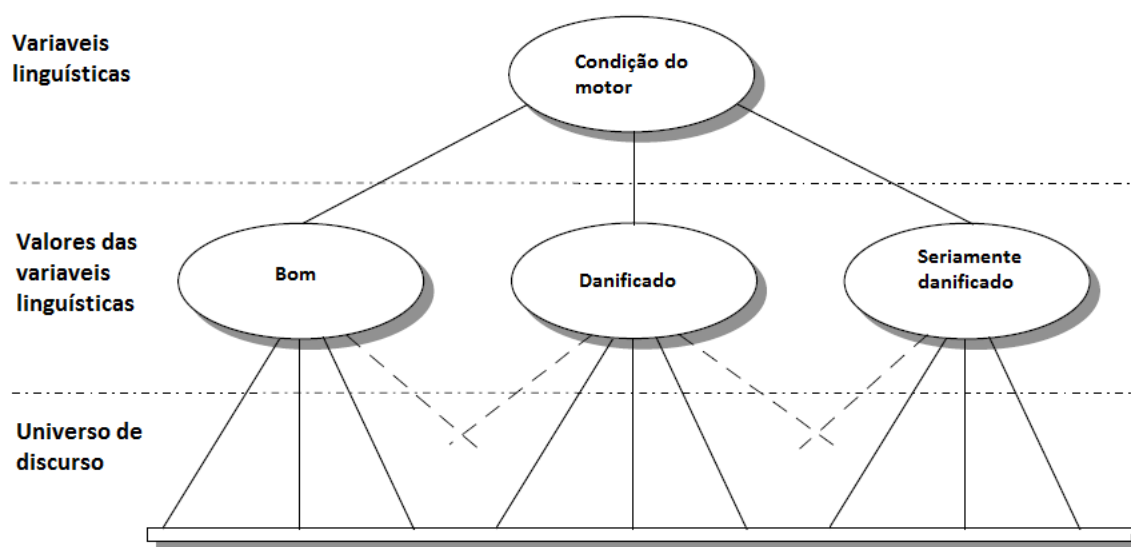 Variaveis
linguísticas
Condição do
motor
Valores das
variaveis
linguísticas
Bom
Danificado
Seriamente
danificado
Universo de
discurso